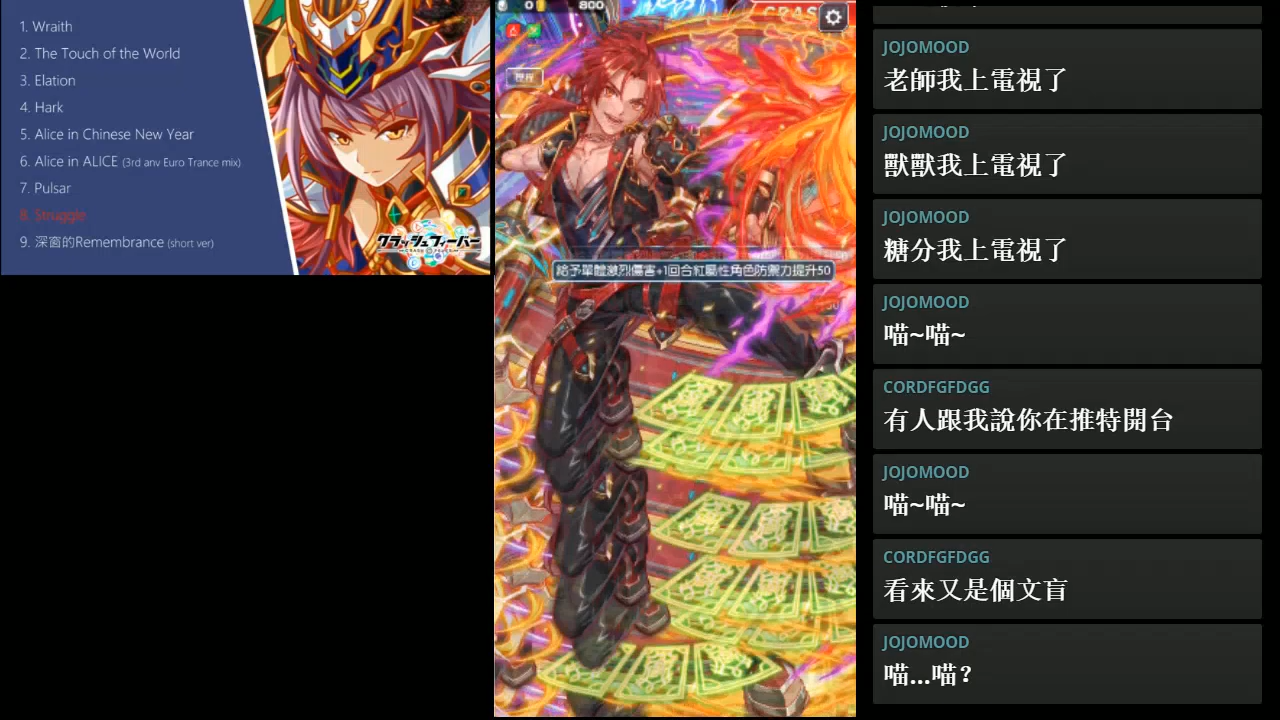 1. Wraith
2. The Touch of the World
3. Elation
4. Hark
5. Alice in Chinese New Year
6. Alice in ALICE (3rd anv Euro Trance mix)
7. Pulsar
8. Struggle
9. 深窗的Remembrance (short ver)
クラッシュフィーバー
0
800
歷程
給予單體激烈傷害+1回合紅屬性角色防禦力提升50
JOJOMOOD
老師我上電視了
JOJOMOOD
獸獸我上電視了
JOJOMOOD
糖分我上電視了
JOJOMOOD
喵~喵~
CORDFGFDGG
有人跟我說你在推特開台
JOJOMOOD
喵~喵~
CORDFGFDGG
看來又是個文盲
JOJOMOOD
喵...喵?